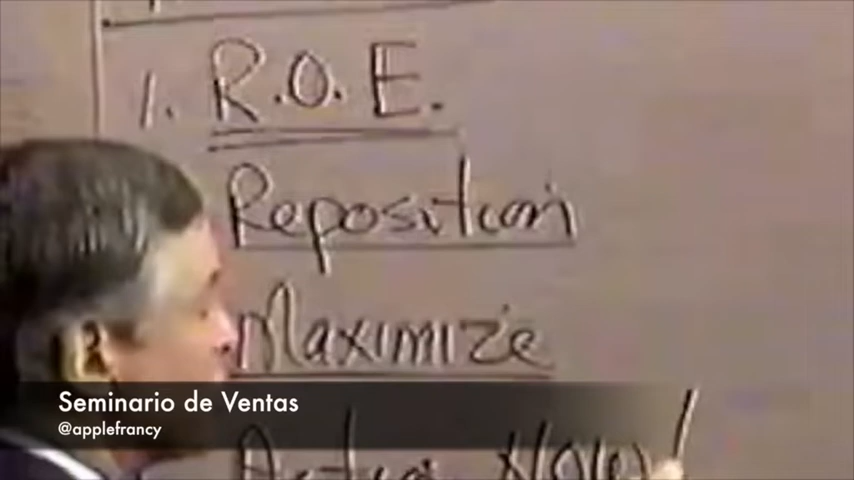 1. R.O.E.
Reposition
Maximize
Seminario de Ventas
@applefrancy